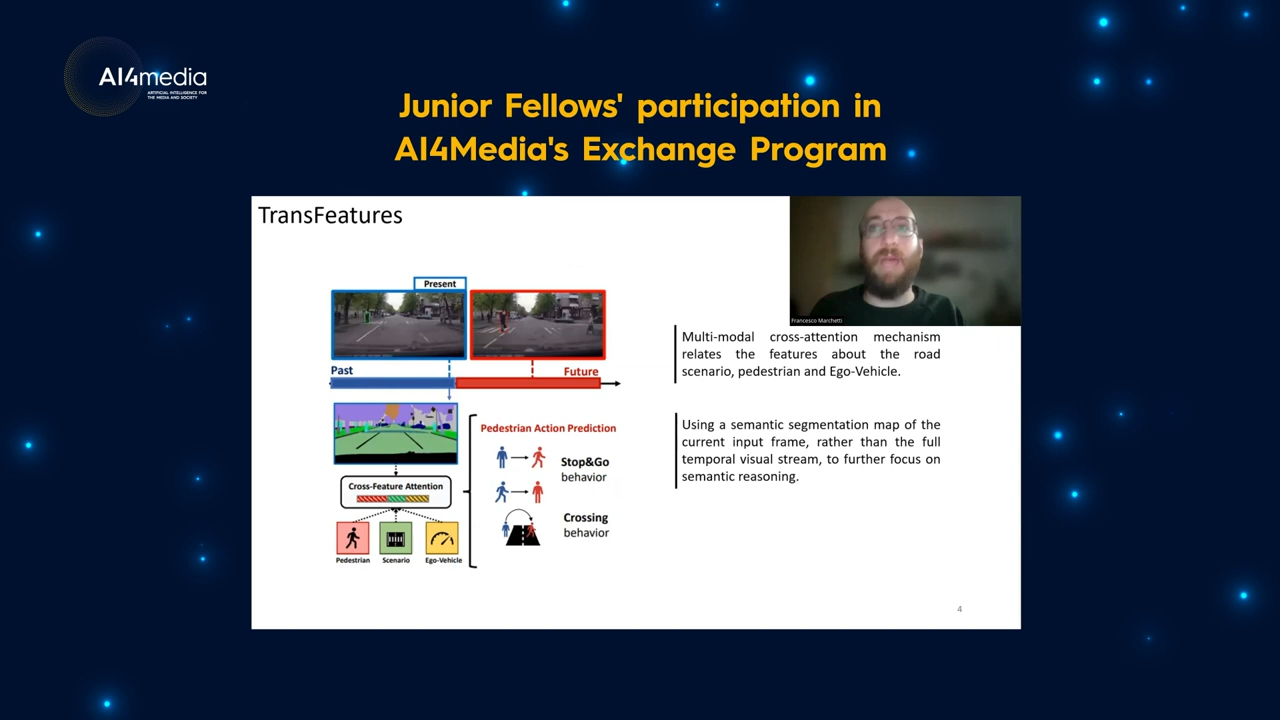 AI4media
ARTIFICIAL INTELLIGENCE FOR
THE MEDIA AND SOCIETY
Junior Fellows' participation in
AI4Media's Exchange Program
TransFeatures
Francesco Marchetti
Present
Past
Future
Cross-Feature Attention
Pedestrian
Scenario
Ego-Vehicle
Pedestrian Action Prediction
Stop&Go
behavior
Crossing
behavior
Multi-modal cross-attention mechanism
relates the features about the road
scenario, pedestrian and Ego-Vehicle.
Using a semantic segmentation map of the
current input frame, rather than the full
temporal visual stream, to further focus on
semantic reasoning.
4